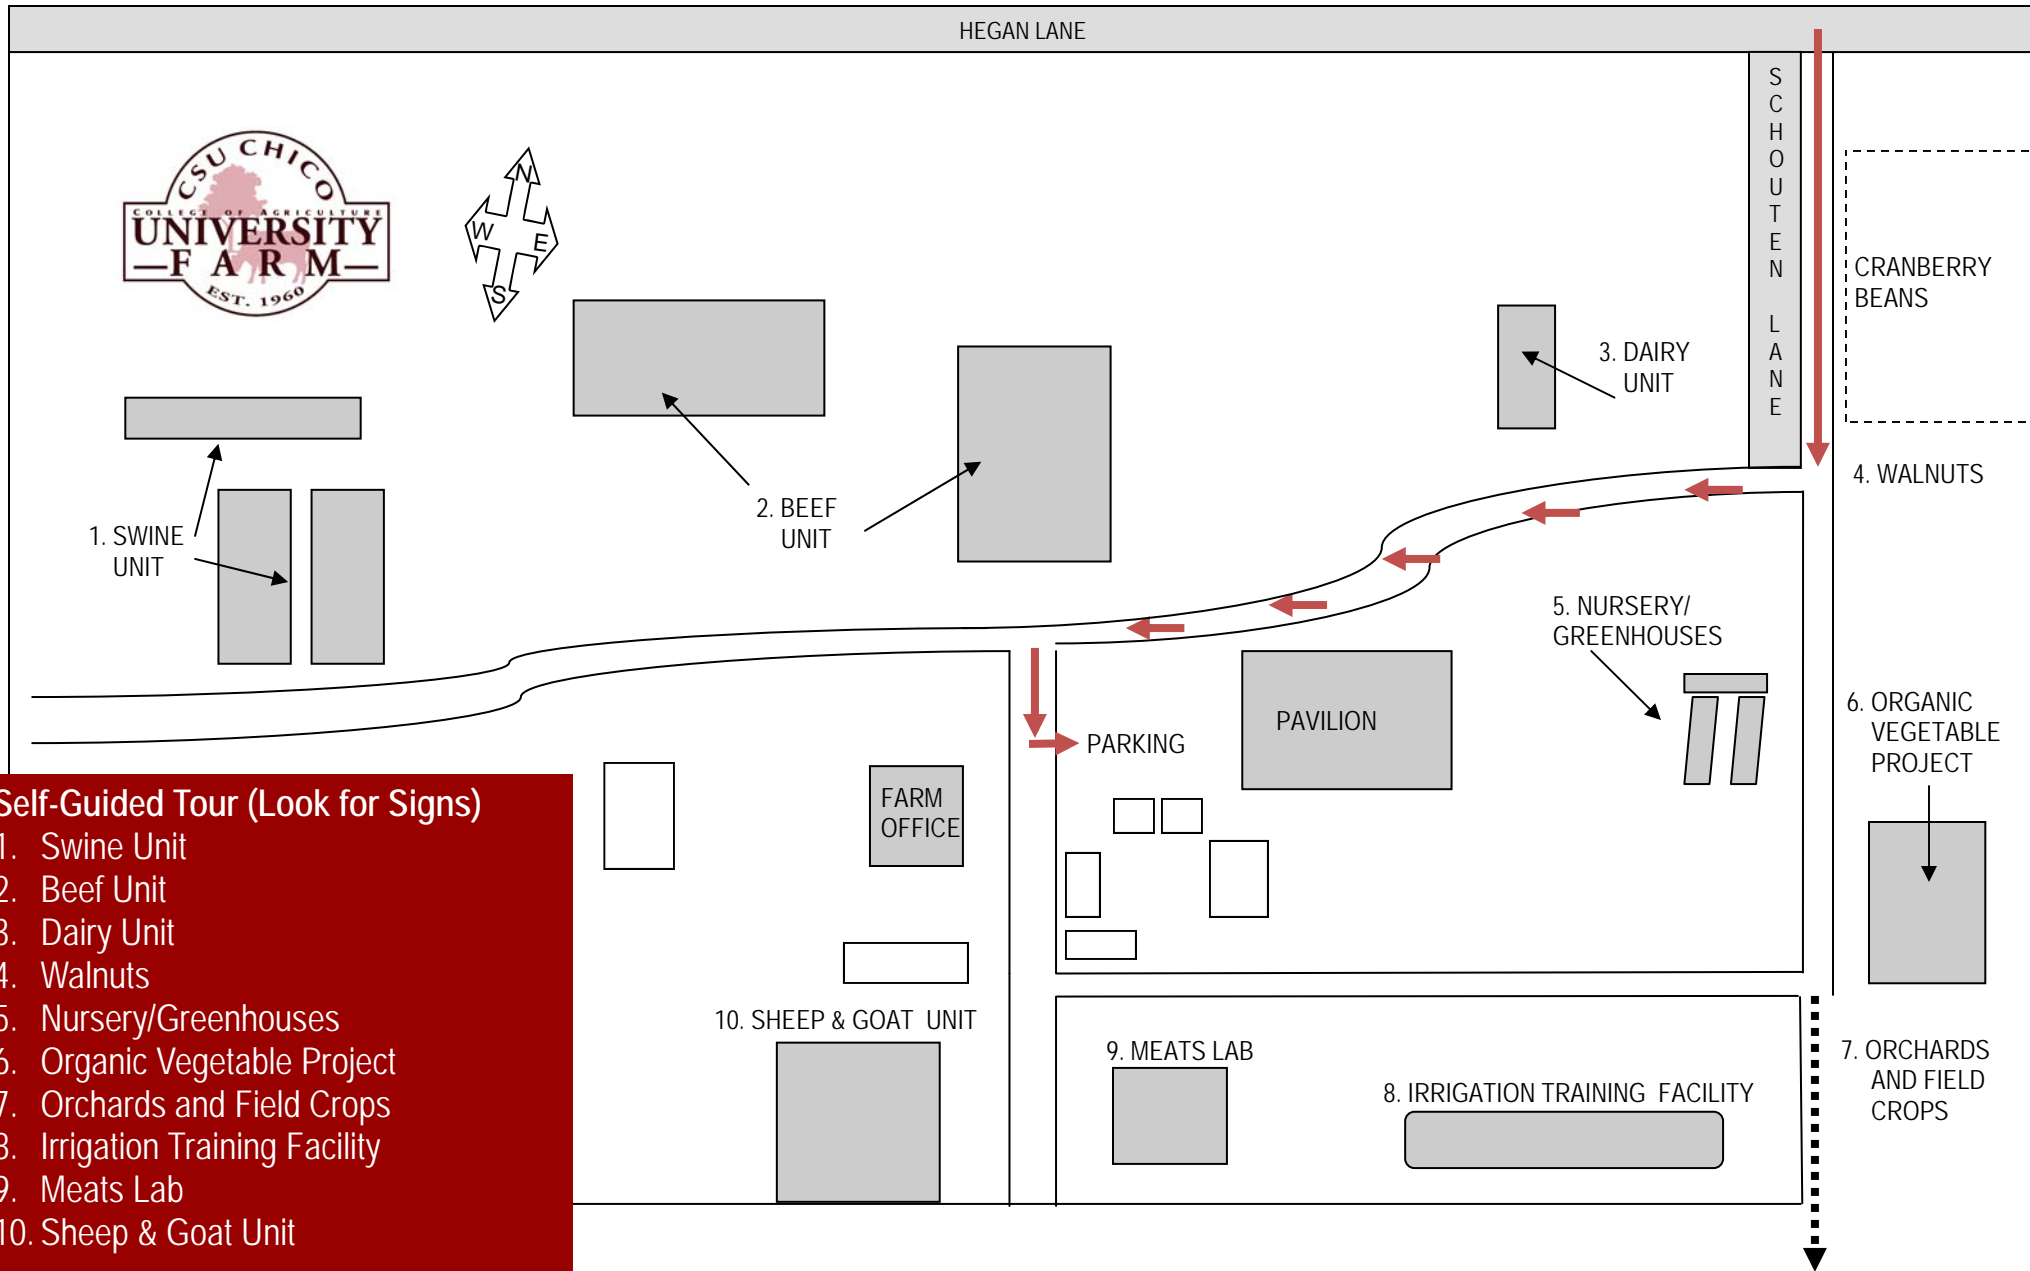 HEGAN LANE
SCHOUTEN LANE
CSU CHICO
COLLEGE OF AGRICULTURE
UNIVERSITY
FARM
EST. 1960
N
W
E
S
CRANBERRY
BEANS
3. DAIRY
UNIT
4. WALNUTS
2. BEEF
UNIT
1. SWINE
UNIT
5. NURSERY/
GREENHOUSES
6. ORGANIC
VEGETABLE
PROJECT
PAVILION
PARKING
FARM
OFFICE
10. SHEEP & GOAT UNIT
9. MEATS LAB
8. IRRIGATION TRAINING FACILITY
7. ORCHARDS
AND FIELD
CROPS
Self-Guided Tour (Look for Signs)
1. Swine Unit
2. Beef Unit
3. Dairy Unit
4. Walnuts
5. Nursery/Greenhouses
6. Organic Vegetable Project
7. Orchards and Field Crops
8. Irrigation Training Facility
9. Meats Lab
10. Sheep & Goat Unit